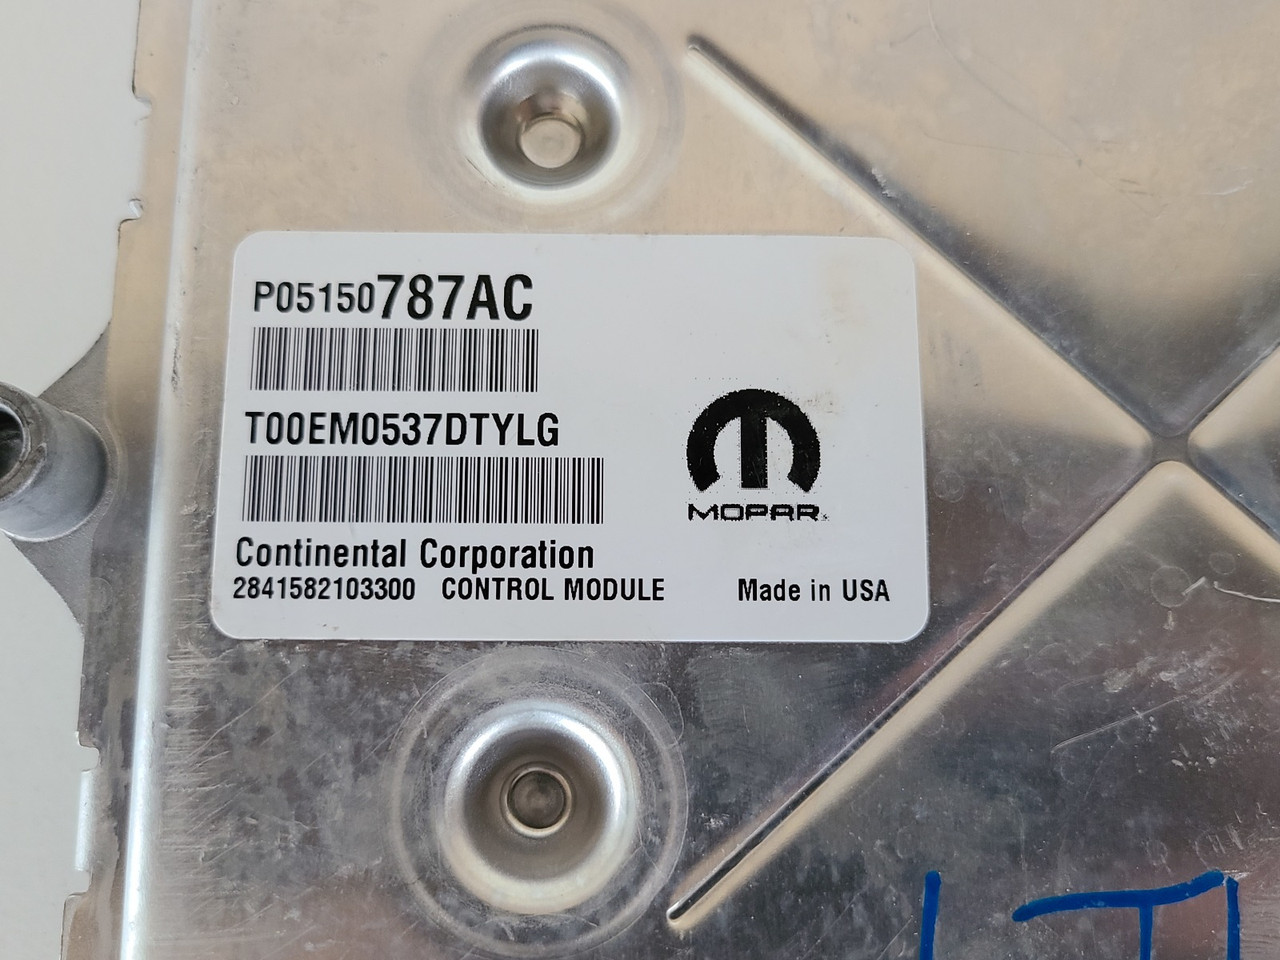 P05150787AC
T00EM0537DTYLG
MOPAR
Continental Corporation
2841582103300 CONTROL MODULE Made in USA